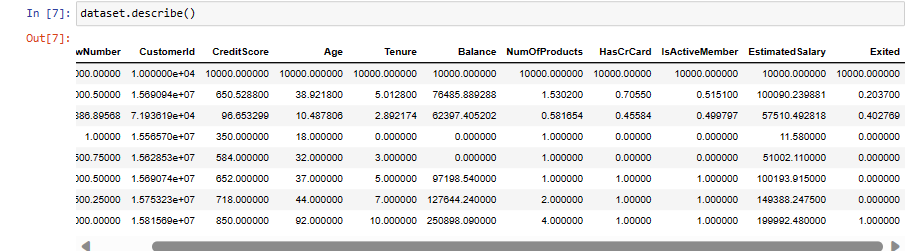 In [7]: dataset.describe()
Out[7]:
wNumber CustomerId CreditScore Age Tenure Balance NumOfProducts HasCrCard IsActiveMember EstimatedSalary Exited
000.00000 1.000000e+04 10000.000000 10000.000000 10000.000000 10000.000000 10000.000000 10000.00000 10000.000000 10000.000000 10000.000000
000.50000 1.569094e+07 650.528800 38.921800 5.012800 76485.889288 1.530200 0.70550 0.515100 100090.239881 0.203700
386.89568 7.193619e+04 96.653299 10.487806 2.892174 62397.405202 0.581654 0.45584 0.499797 57510.492818 0.402769
1.00000 1.556570e+07 350.000000 18.000000 0.000000 0.000000 1.000000 0.00000 0.000000 11.580000 0.000000
500.75000 1.562853e+07 584.000000 32.000000 3.000000 0.000000 1.000000 0.00000 0.000000 51002.110000 0.000000
000.50000 1.569074e+07 652.000000 37.000000 5.000000 97198.540000 1.000000 1.00000 1.000000 100193.915000 0.000000
500.25000 1.575323e+07 718.000000 44.000000 7.000000 127644.240000 2.000000 1.00000 1.000000 149388.247500 0.000000
000.00000 1.581569e+07 850.000000 92.000000 10.000000 250898.090000 4.000000 1.00000 1.000000 199992.480000 1.000000